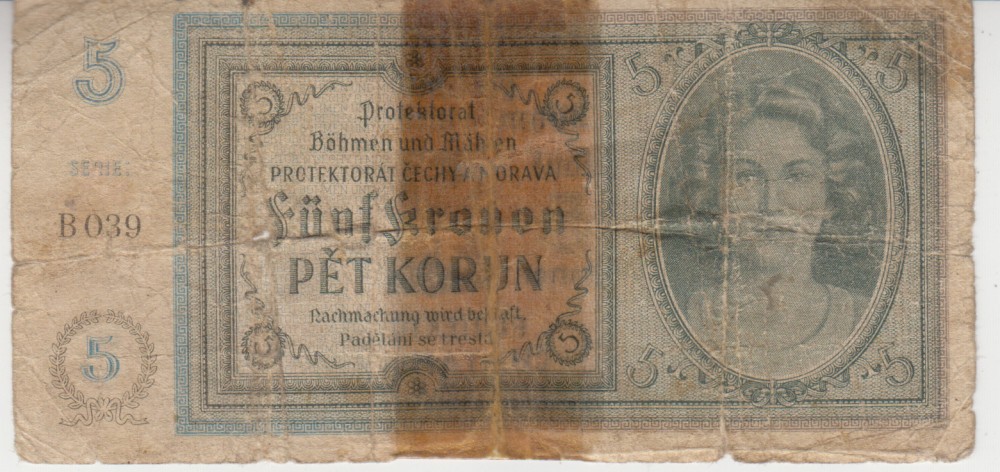 5
SERIE:
B 039
5
5
5
Protektorat
Böhmen und Mähren
PROTEKTORÁT ČECHY A MORAVA
Fünf Kronen
PĚT KORUN
Nachmachung wird bestraft.
Padělání se trestá.
5
5
5
5
5
5